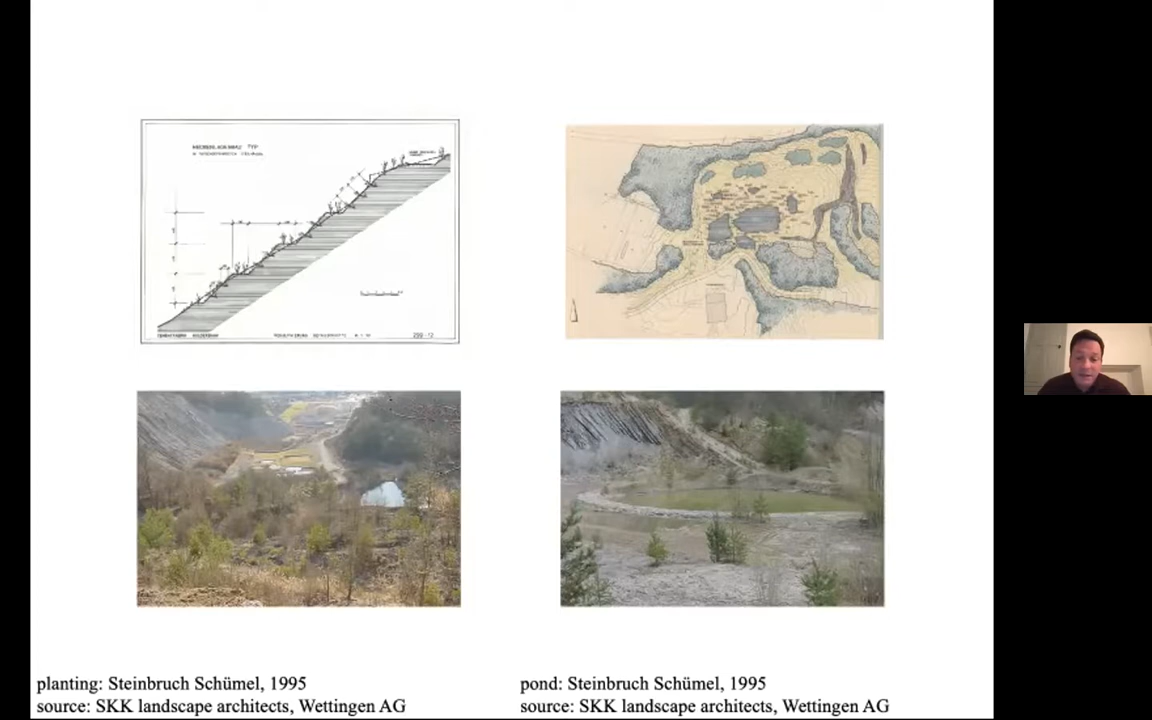 planting: Steinbruch Schümel, 1995
source: SKK landscape architects, Wettingen AG
pond: Steinbruch Schümel, 1995
source: SKK landscape architects, Wettingen AG